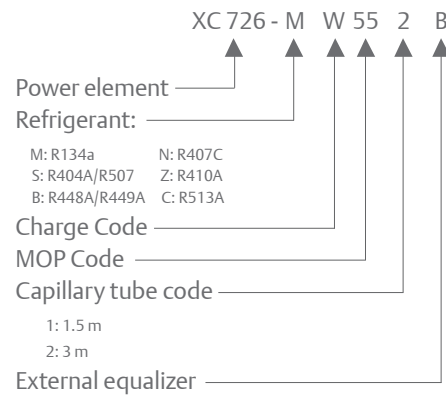 XC 726 - M W 55 2 B
Power element
Refrigerant:
M: R134a N: R407C
S: R404A/R507 Z: R410A
B: R448A/R449A C: R513A
Charge Code
MOP Code
Capillary tube code
1: 1.5 m
2: 3 m
External equalizer